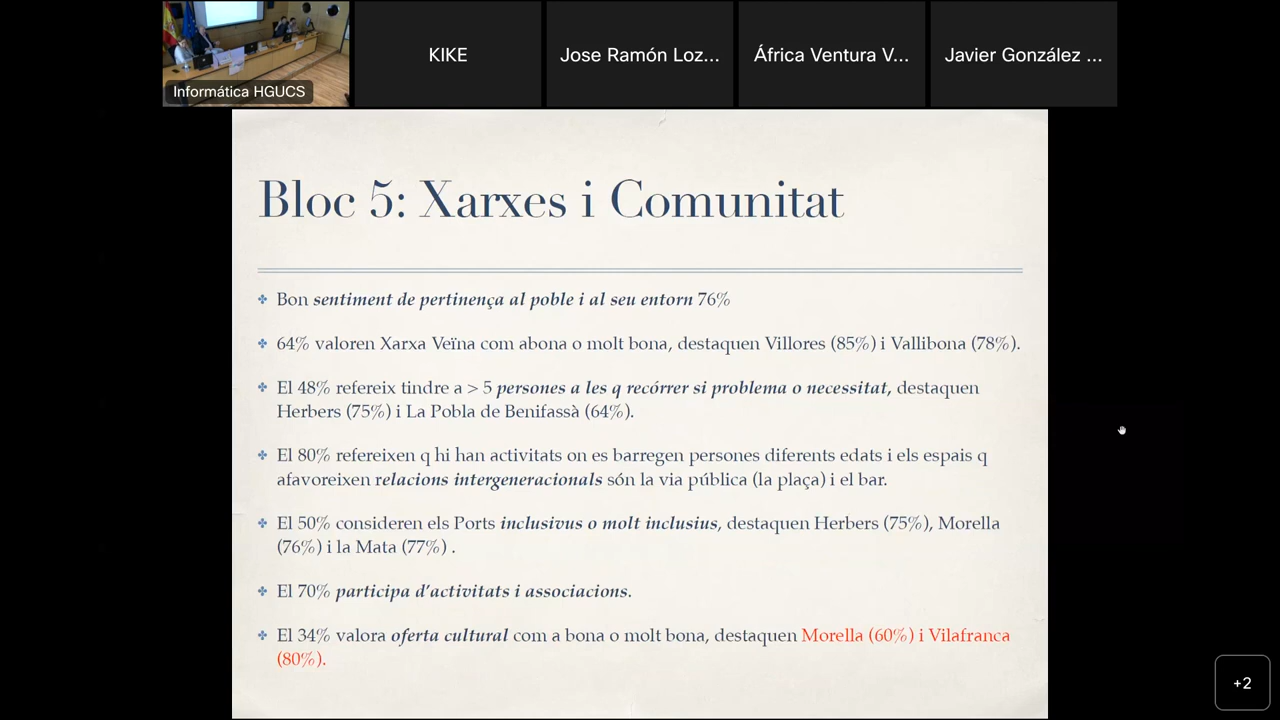 Informática HGUCS
KIKE
Jose Ramón Loz...
África Ventura V...
Javier González ...
Bloc 5: Xarxes i Comunitat
Bon sentiment de pertinença al poble i al seu entorn 76%
64% valoren Xarxa Veïna com abona o molt bona, destaquen Villores (85%) i Vallibona (78%).
El 48% refereix tindre a > 5 persones a les q recórrer si problema o necessitat, destaquen
Herbers (75%) i La Pobla de Benifassà (64%).
El 80% refereixen q hi han activitats on es barregen persones diferents edats i els espais q
afavoreixen relacions intergeneracionals són la via pública (la plaça) i el bar.
El 50% consideren els Ports inclusivus o molt inclusius, destaquen Herbers (75%), Morella
(76%) i la Mata (77%) .
El 70% participa d’activitats i associacions.
El 34% valora oferta cultural com a bona o molt bona, destaquen Morella (60%) i Vilafranca
(80%).
+2